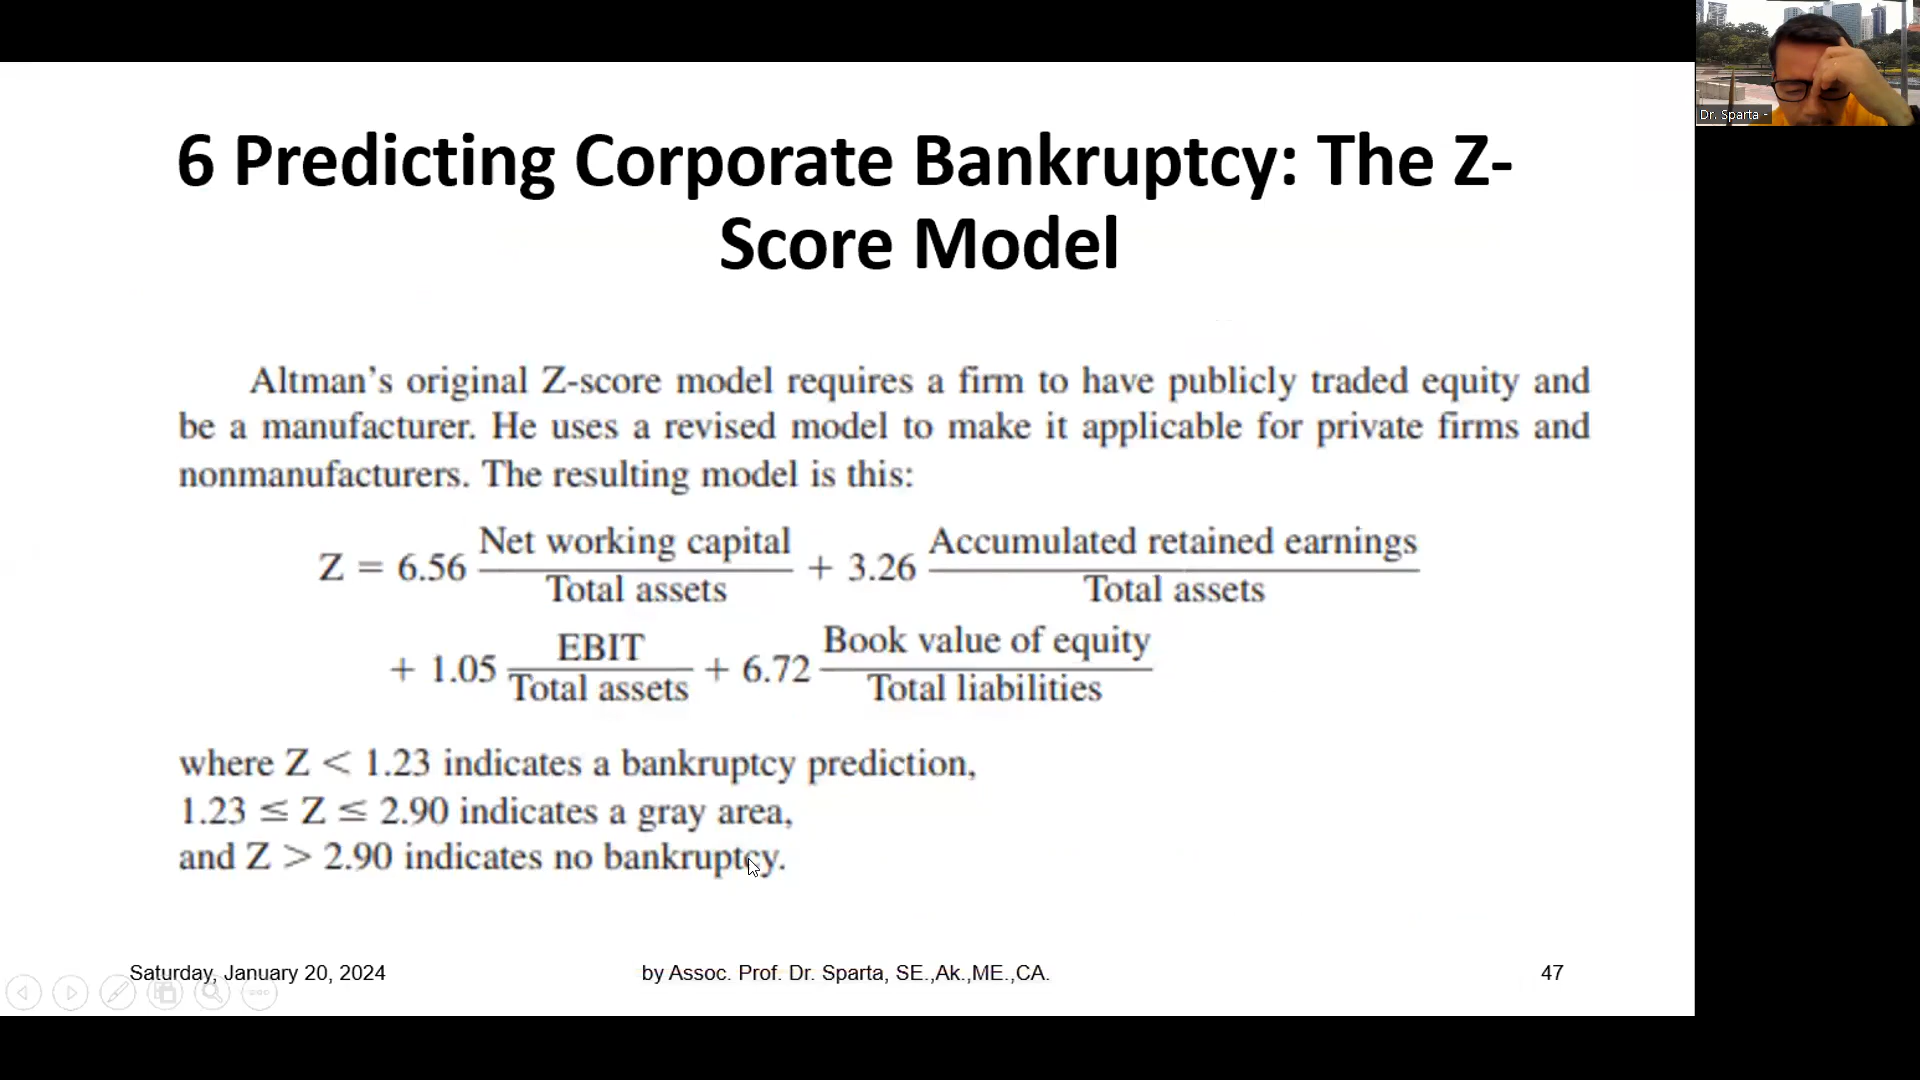 Dr. Sparta -
6 Predicting Corporate Bankruptcy: The Z-
Score Model
Altman's original Z-score model requires a firm to have publicly traded equity and
be a manufacturer. He uses a revised model to make it applicable for private firms and
nonmanufacturers. The resulting model is this:
Z = 6.56 Net working capital / Total assets + 3.26 Accumulated retained earnings / Total assets
+ 1.05 EBIT / Total assets + 6.72 Book value of equity / Total liabilities
where Z < 1.23 indicates a bankruptcy prediction,
1.23 ≤ Z ≤ 2.90 indicates a gray area,
and Z > 2.90 indicates no bankruptcy.
Saturday, January 20, 2024 by Assoc. Prof. Dr. Sparta, SE.,Ak.,ME.,CA. 47